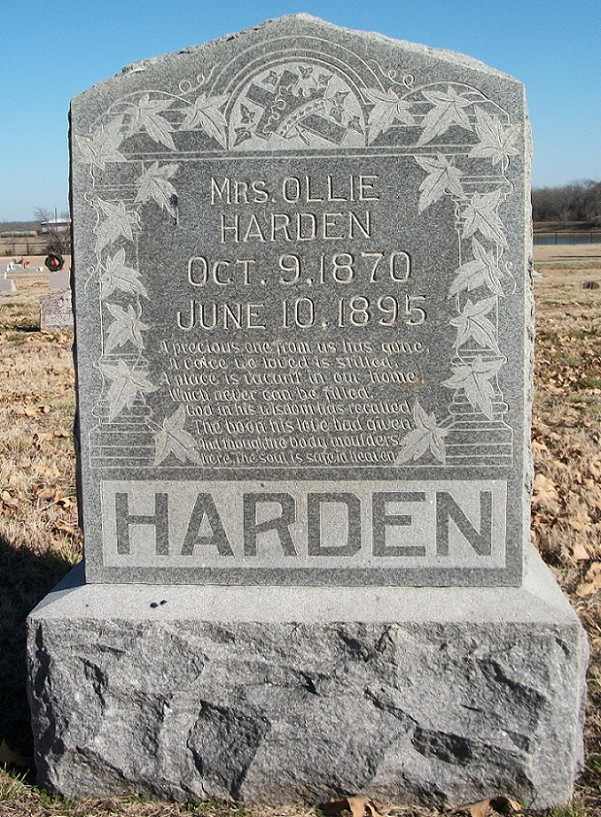 MRS. OLLIE
HARDEN
OCT. 9, 1870
JUNE 10, 1895
A precious one from us has gone,
A voice we loved is stilled,
A place is vacant in our home,
Which never can be filled.
God in his wisdom has recalled,
The boon his love had given,
And though the body moulders
here, the soul is safe in heaven.
HARDEN